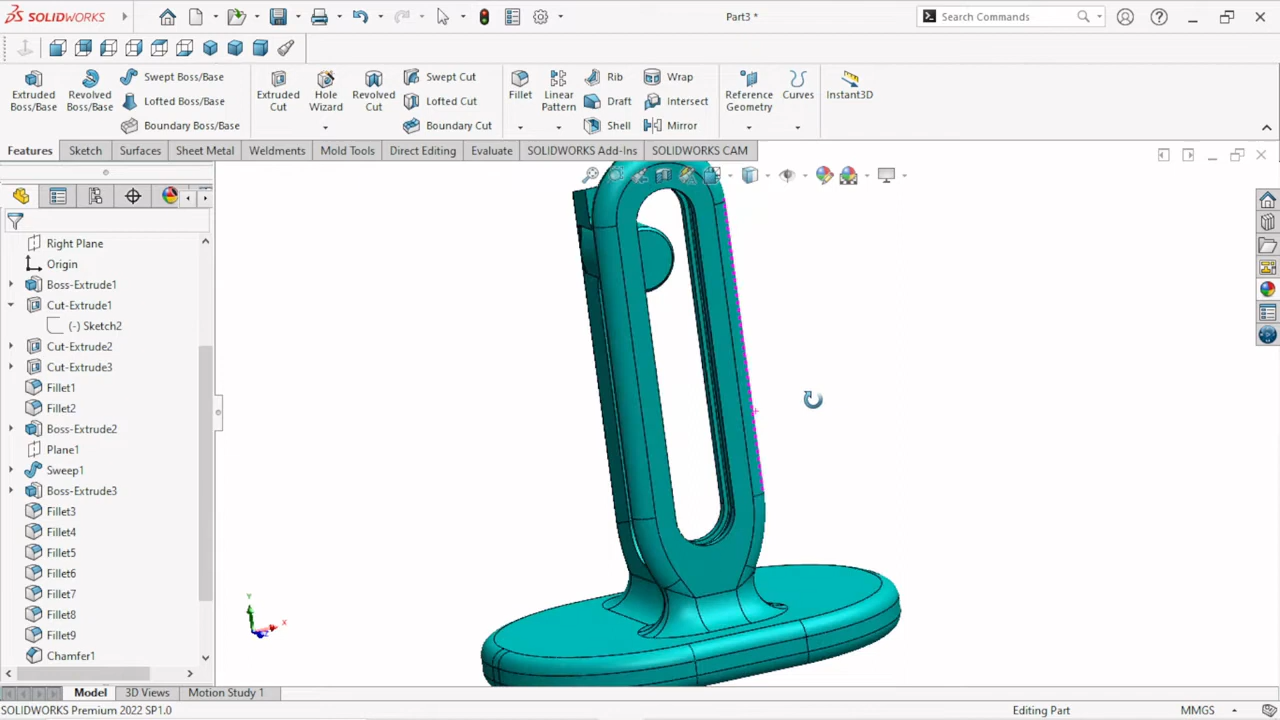 SOLIDWORKS Part3 * Search Commands
Extruded Boss/Base
Revolved Boss/Base
Swept Boss/Base
Lofted Boss/Base
Boundary Boss/Base
Extruded Cut
Hole Wizard
Revolved Cut
Swept Cut
Lofted Cut
Boundary Cut
Fillet
Linear Pattern
Rib
Draft
Shell
Wrap
Intersect
Mirror
Reference Geometry
Curves
Instant3D
Features Sketch Surfaces Sheet Metal Weldments Mold Tools Direct Editing Evaluate SOLIDWORKS Add-Ins SOLIDWORKS CAM
Right Plane
Origin
Boss-Extrude1
Cut-Extrude1
(-) Sketch2
Cut-Extrude2
Cut-Extrude3
Fillet1
Fillet2
Boss-Extrude2
Plane1
Sweep1
Boss-Extrude3
Fillet3
Fillet4
Fillet5
Fillet6
Fillet7
Fillet8
Fillet9
Chamfer1
Y
X
Z
Model 3D Views Motion Study 1
SOLIDWORKS Premium 2022 SP1.0 Editing Part MMGS